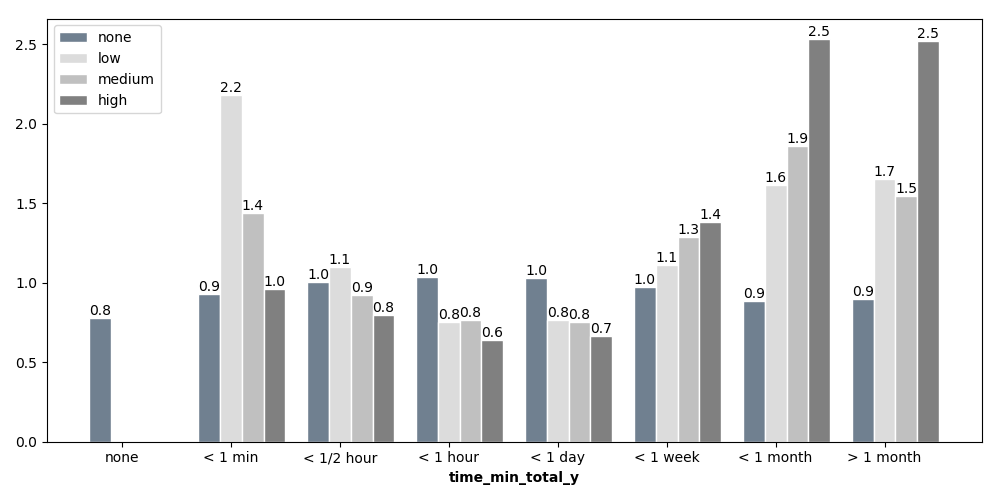 none
low
medium
high
2.5
2.0
1.5
1.0
0.5
0.0
0.8
0.9
2.2
1.4
1.0
1.0
1.1
0.9
0.8
1.0
0.8
0.8
0.6
1.0
0.8
0.8
0.7
1.0
1.1
1.3
1.4
0.9
1.6
1.9
2.5
0.9
1.7
1.5
2.5
none
< 1 min
< 1/2 hour
< 1 hour
< 1 day
< 1 week
< 1 month
> 1 month
time_min_total_y